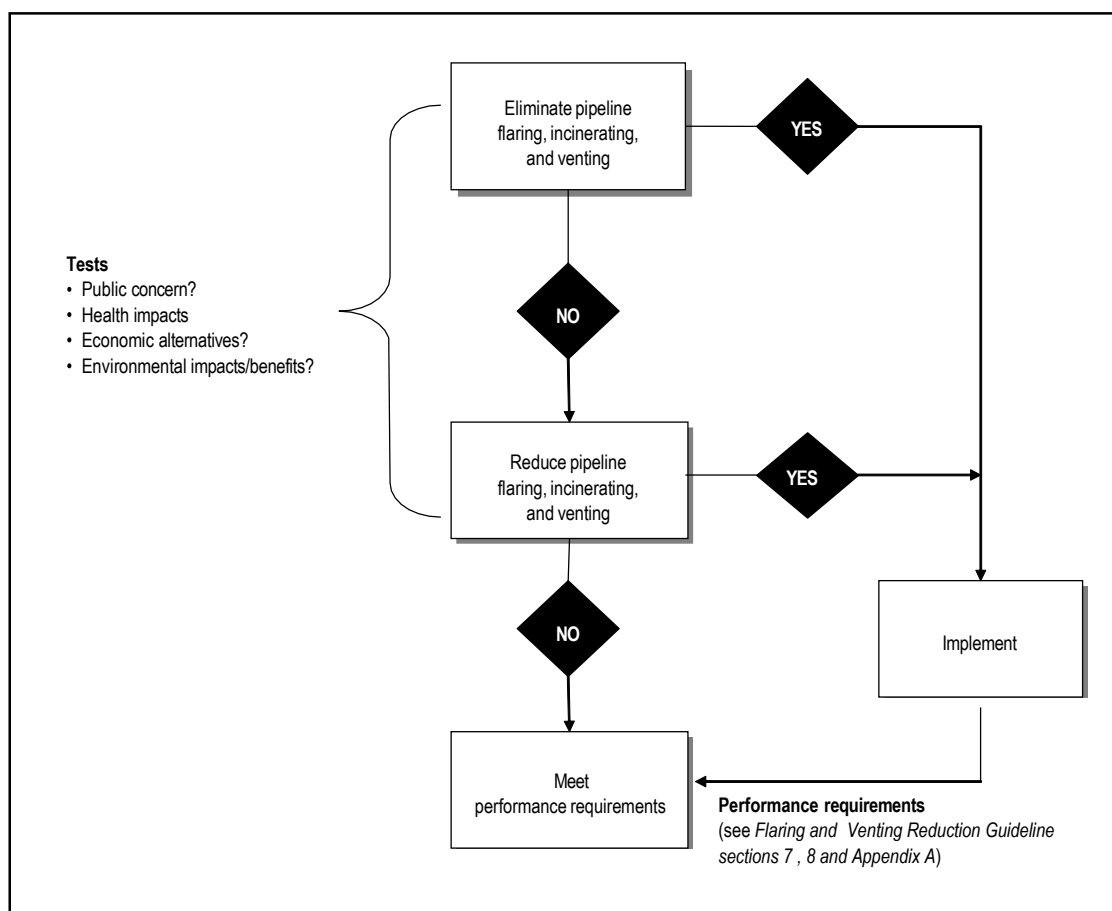 Eliminate pipeline
flaring, incinerating,
and venting
YES
Tests
• Public concern?
• Health impacts
• Economic alternatives?
• Environmental impacts/benefits?
NO
Reduce pipeline
flaring, incinerating,
and venting
YES
NO
Implement
Meet
performance requirements
Performance requirements
(see Flaring and Venting Reduction Guideline
sections 7 , 8 and Appendix A)